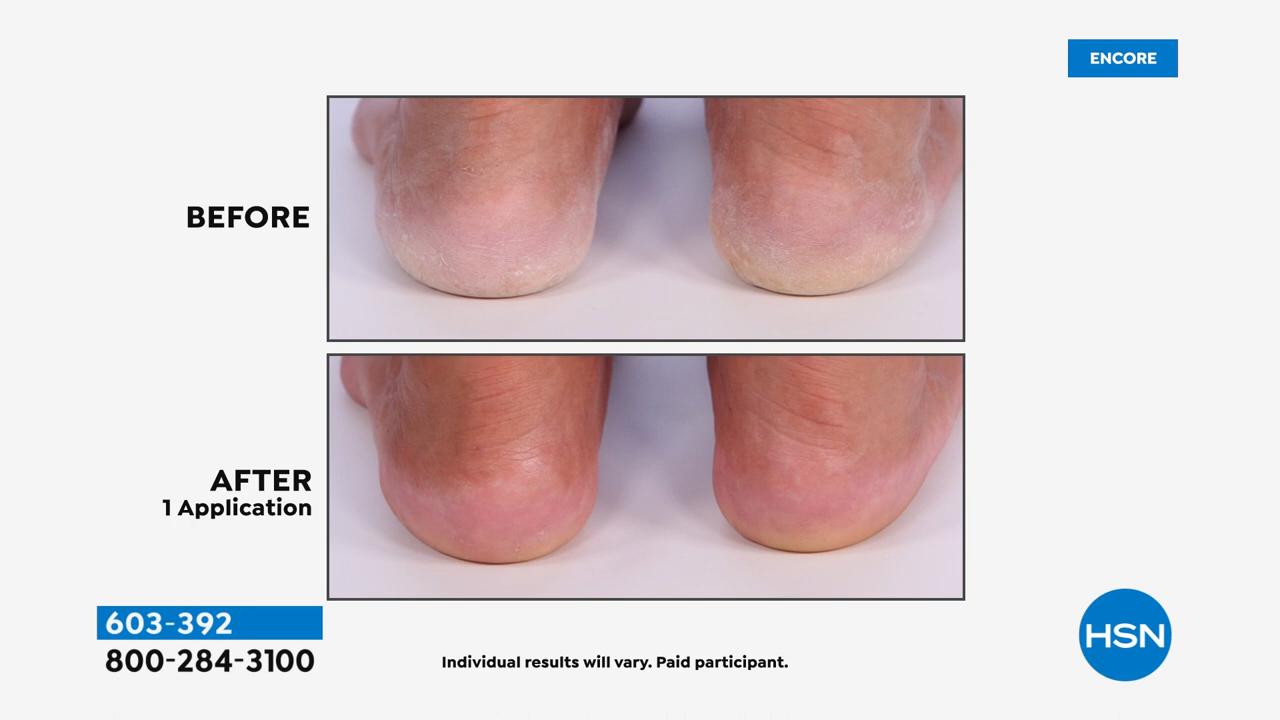 ENCORE
BEFORE
AFTER
1 Application
603-392
800-284-3100
Individual results will vary. Paid participant.
HSN